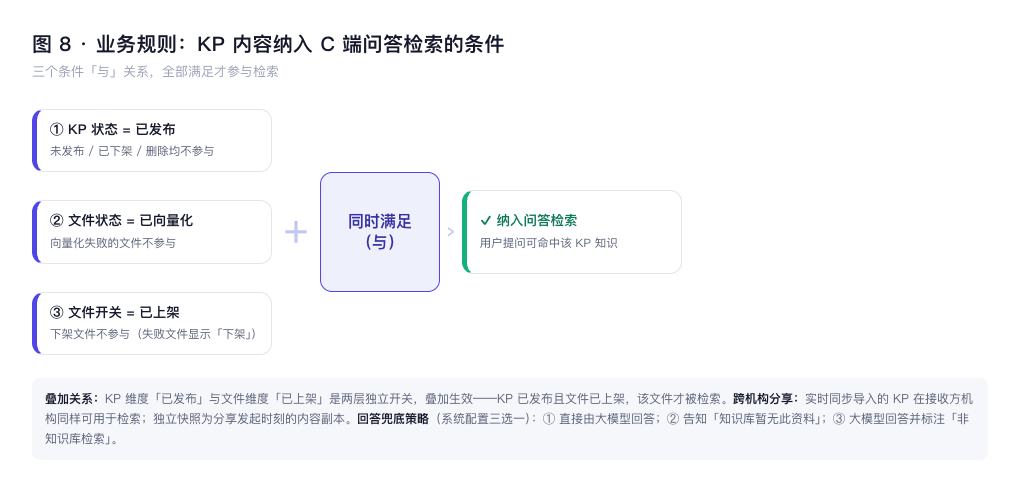 图 8 · 业务规则：KP 内容纳入 C 端问答检索的条件
三个条件「与」关系，全部满足才参与检索
① KP 状态 = 已发布
未发布 / 已下架 / 删除均不参与
② 文件状态 = 已向量化
向量化失败的文件不参与
③ 文件开关 = 已上架
下架文件不参与（失败文件显示「下架」）
+
同时满足
（与）
›
✓ 纳入问答检索
用户提问可命中该 KP 知识
叠加关系：KP 维度「已发布」与文件维度「已上架」是两层独立开关，叠加生效——KP 已发布且文件已上架，该文件才被检索。跨机构分享：实时同步导入的 KP 在接收方机
构同样可用于检索；独立快照为分享发起时刻的内容副本。回答兜底策略（系统配置三选一）：① 直接由大模型回答；② 告知「知识库暂无此资料」；③ 大模型回答并标注「非
知识库检索」。